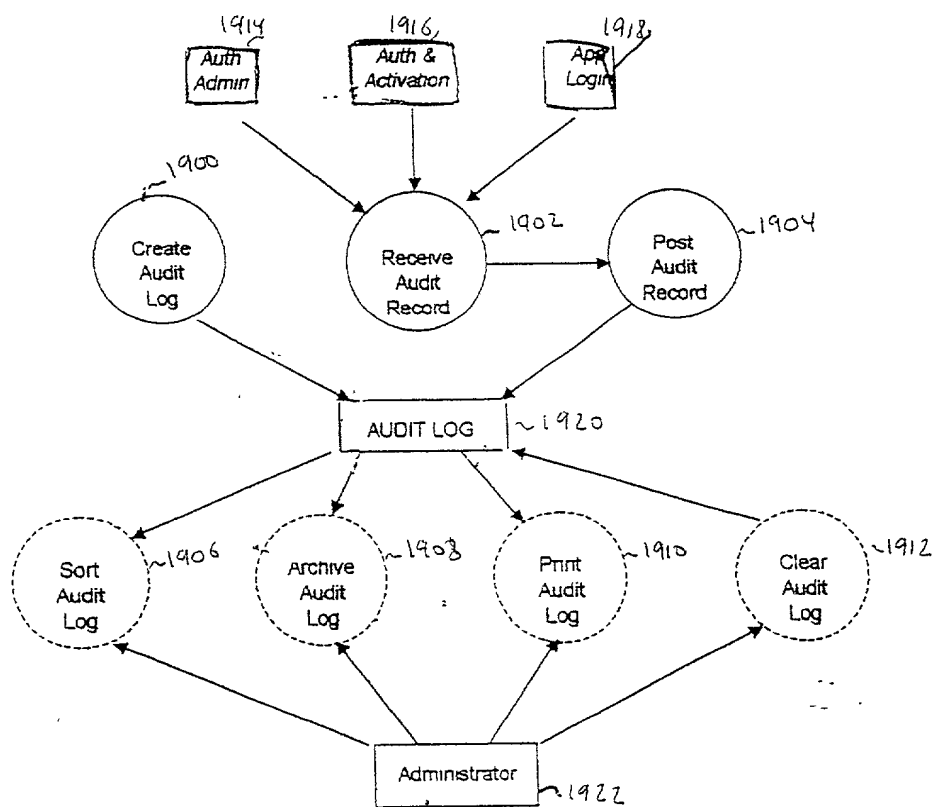 1914
1916
1918
Auth
Admin
Auth &
Activation
App
Login
1900
1902
1904
Create
Audit
Log
Receive
Audit
Record
Post
Audit
Record
AUDIT LOG
1920
1906
1908
1910
1912
Sort
Audit
Log
Archive
Audit
Log
Print
Audit
Log
Clear
Audit
Log
Administrator
1922